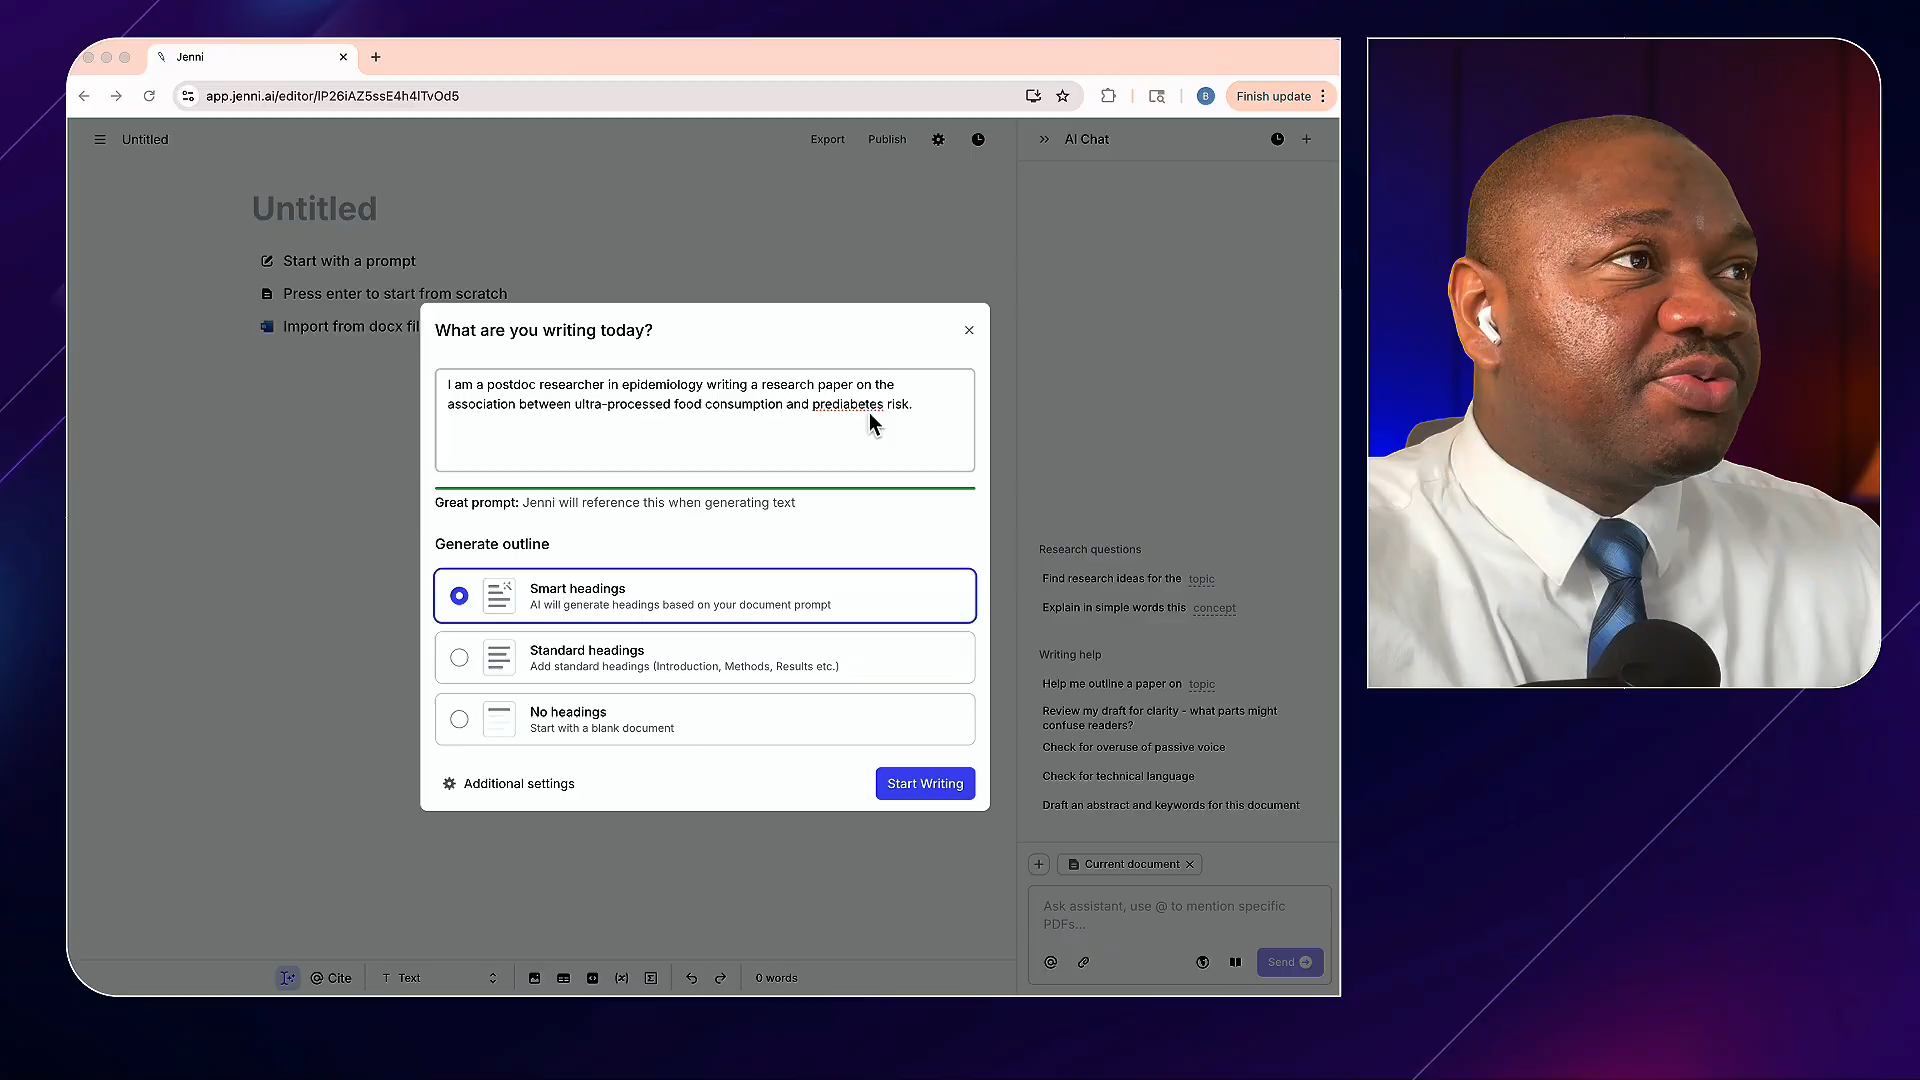 Jenni
app.jenni.ai/editor/IP26iAZ5ssE4h4lTvOd5
B
Finish update
Untitled
Export
Publish
AI Chat
Untitled
Start with a prompt
Press enter to start from scratch
Import from docx fil
What are you writing today?
I am a postdoc researcher in epidemiology writing a research paper on the
association between ultra-processed food consumption and prediabetes risk.
Great prompt: Jenni will reference this when generating text
Generate outline
Smart headings
AI will generate headings based on your document prompt
Standard headings
Add standard headings (Introduction, Methods, Results etc.)
No headings
Start with a blank document
Additional settings
Start Writing
Research questions
Find research ideas for the topic
Explain in simple words this concept
Writing help
Help me outline a paper on topic
Review my draft for clarity - what parts might
confuse readers?
Check for overuse of passive voice
Check for technical language
Draft an abstract and keywords for this document
Current document
Ask assistant, use @ to mention specific
PDFs...
Send
Cite
T Text
0 words